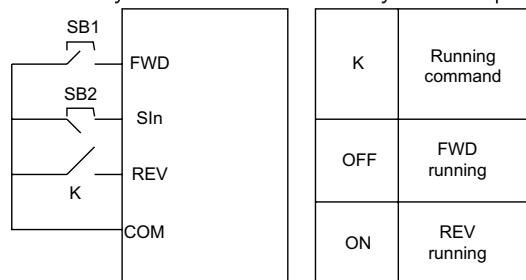 SB1
FWD
SB2
SIn
REV
K
COM
K
Running
command
OFF
FWD
running
ON
REV
running